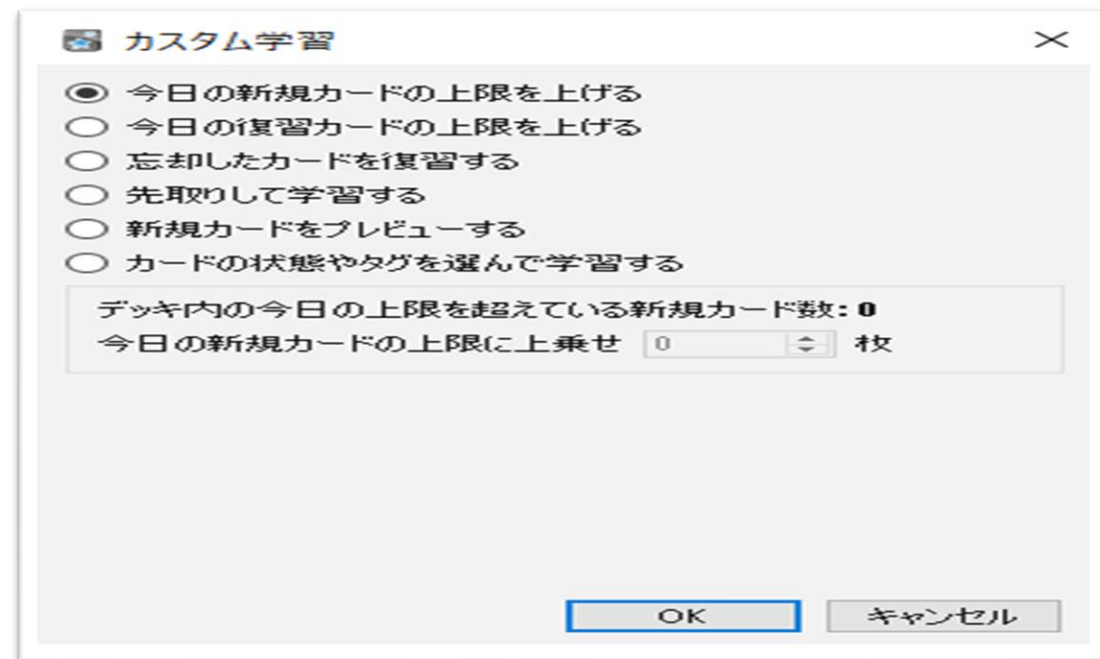 カスタム学習
今日の新規カードの上限を上げる
今日の復習カードの上限を上げる
忘却したカードを復習する
先取りして学習する
新規カードをプレビューする
カードの状態やタグを選んで学習する
デッキ内の今日の上限を超えている新規カード数: 0
今日の新規カードの上限に上乗せ 0 枚
OK キャンセル